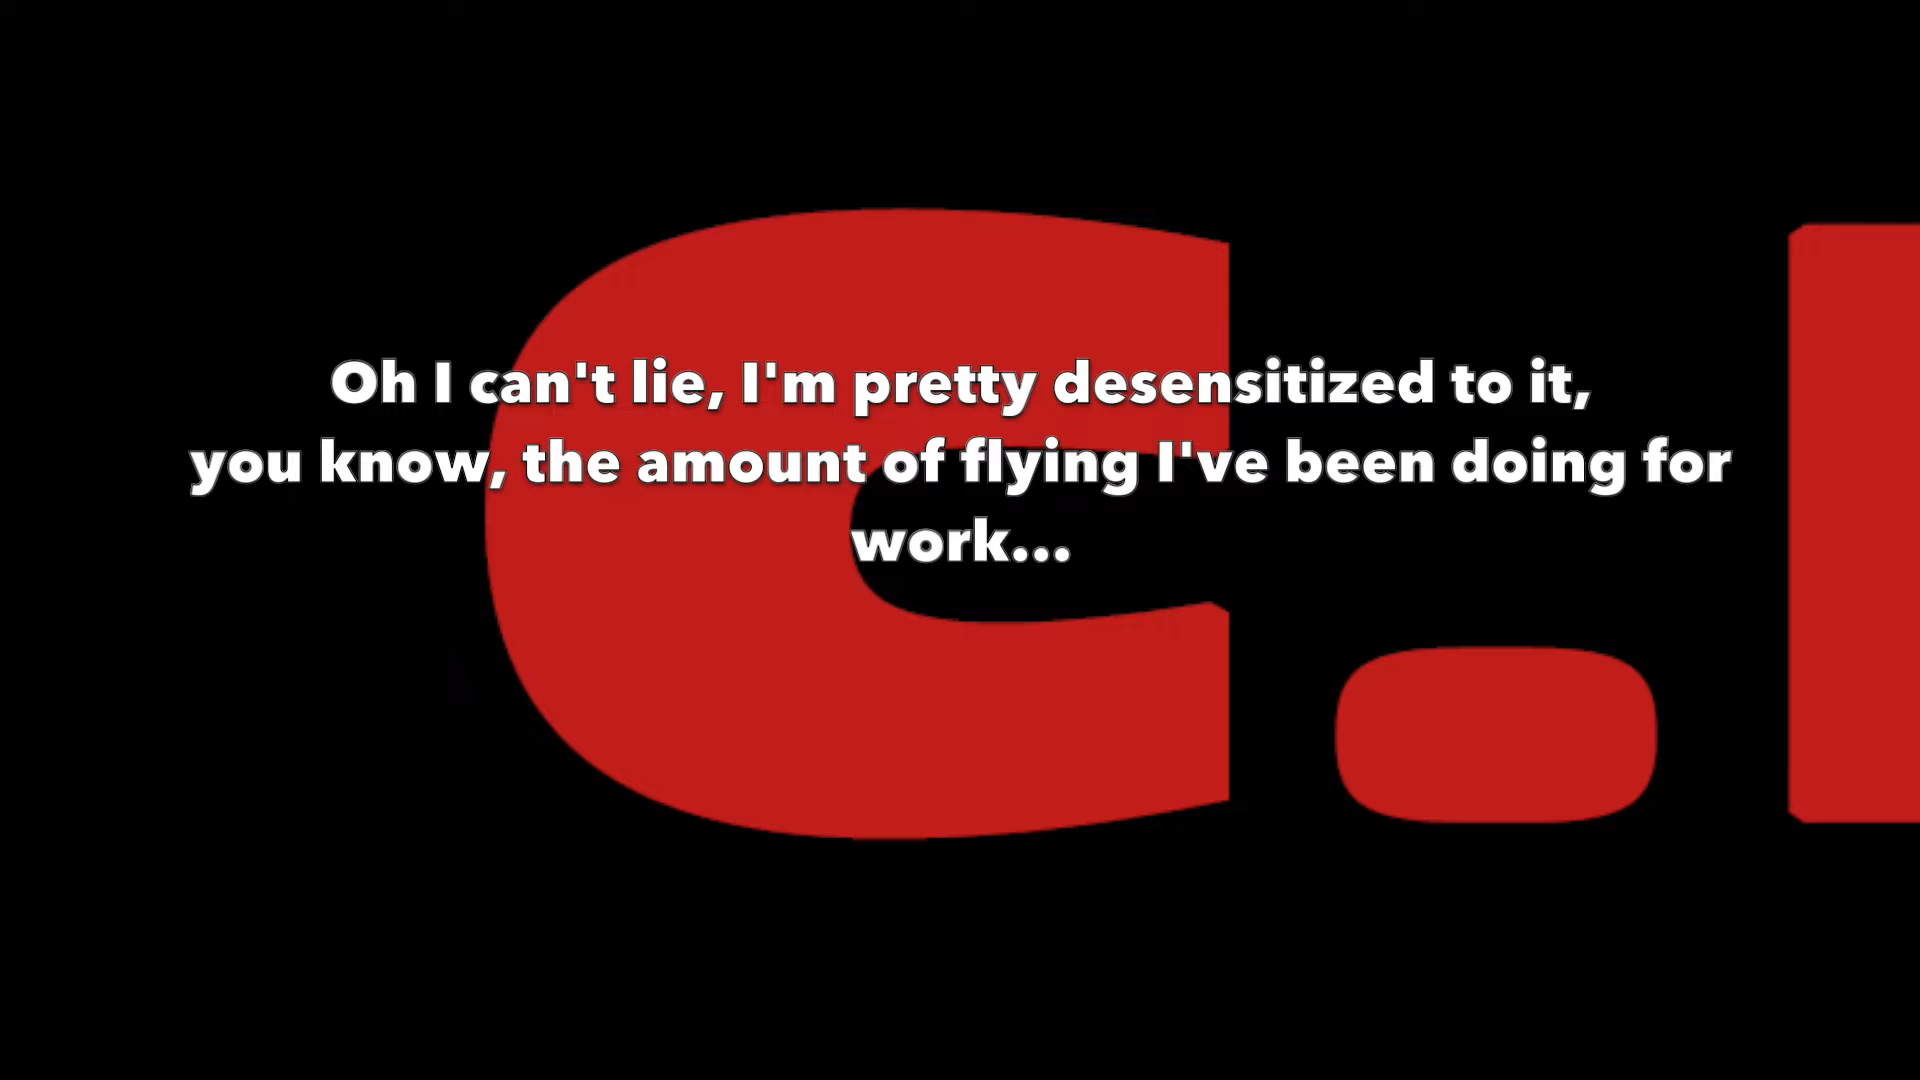 Oh I can't lie, I'm pretty desensitized to it,
you know, the amount of flying I've been doing for
work...
C.